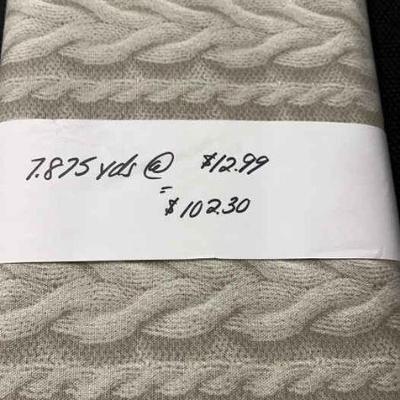 7.875 yds @ $12.99
=
$102.30